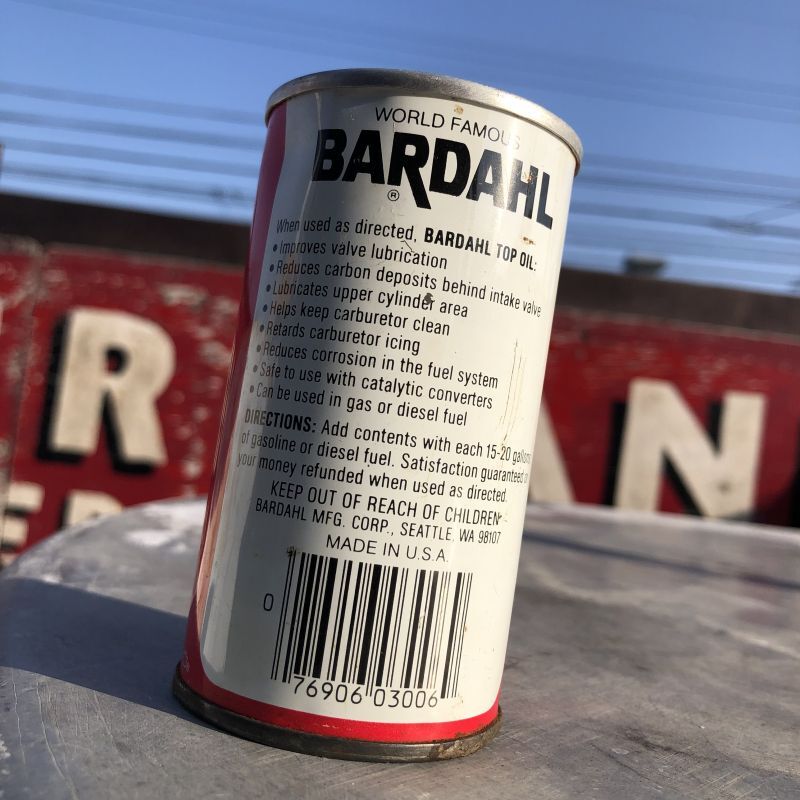 WORLD FAMOUS
BARDAHL
®
When used as directed, BARDAHL TOP OIL:
• Improves valve lubrication
• Reduces carbon deposits behind intake valve
• Lubricates upper cylinder area
• Helps keep carburetor clean
• Retards carburetor icing
• Reduces corrosion in the fuel system
• Safe to use with catalytic converters
• Can be used in gas or diesel fuel
DIRECTIONS: Add contents with each 15-20 gallons
of gasoline or diesel fuel. Satisfaction guaranteed or
your money refunded when used as directed.
KEEP OUT OF REACH OF CHILDREN
BARDAHL MFG. CORP., SEATTLE, WA 98107
MADE IN U.S.A.
0 76906 03006
R AN